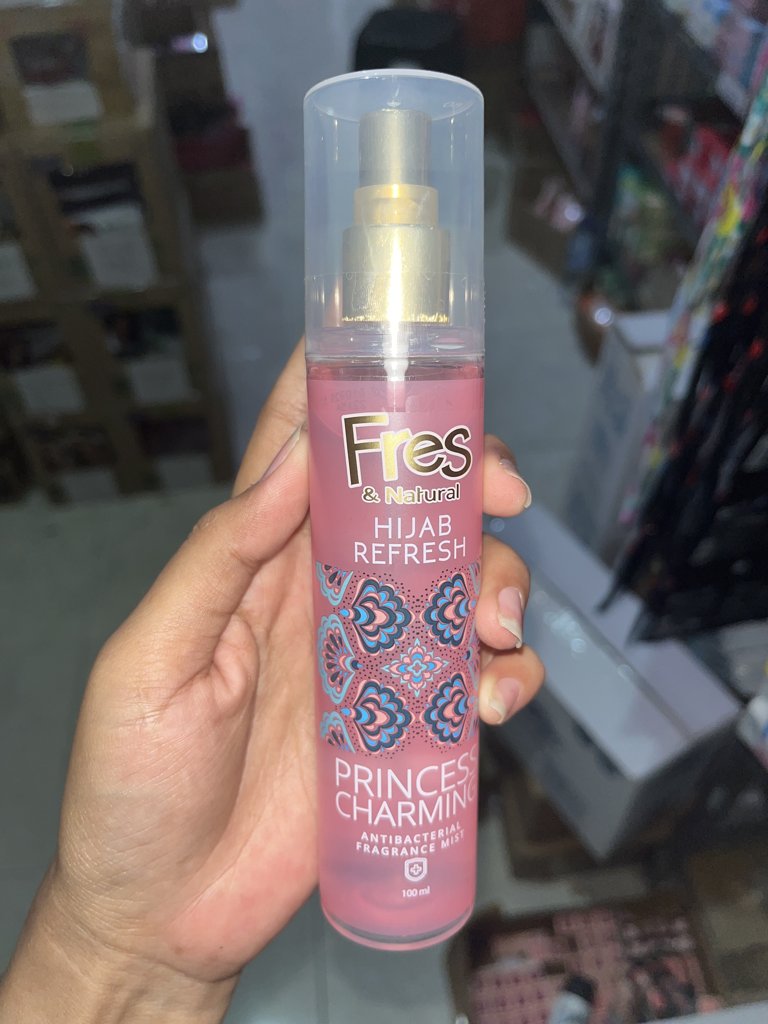 Fres
& Natural
HIJAB
REFRESH
PRINCESS
CHARMING
ANTIBACTERIAL
FRAGRANCE MIST
100 ml